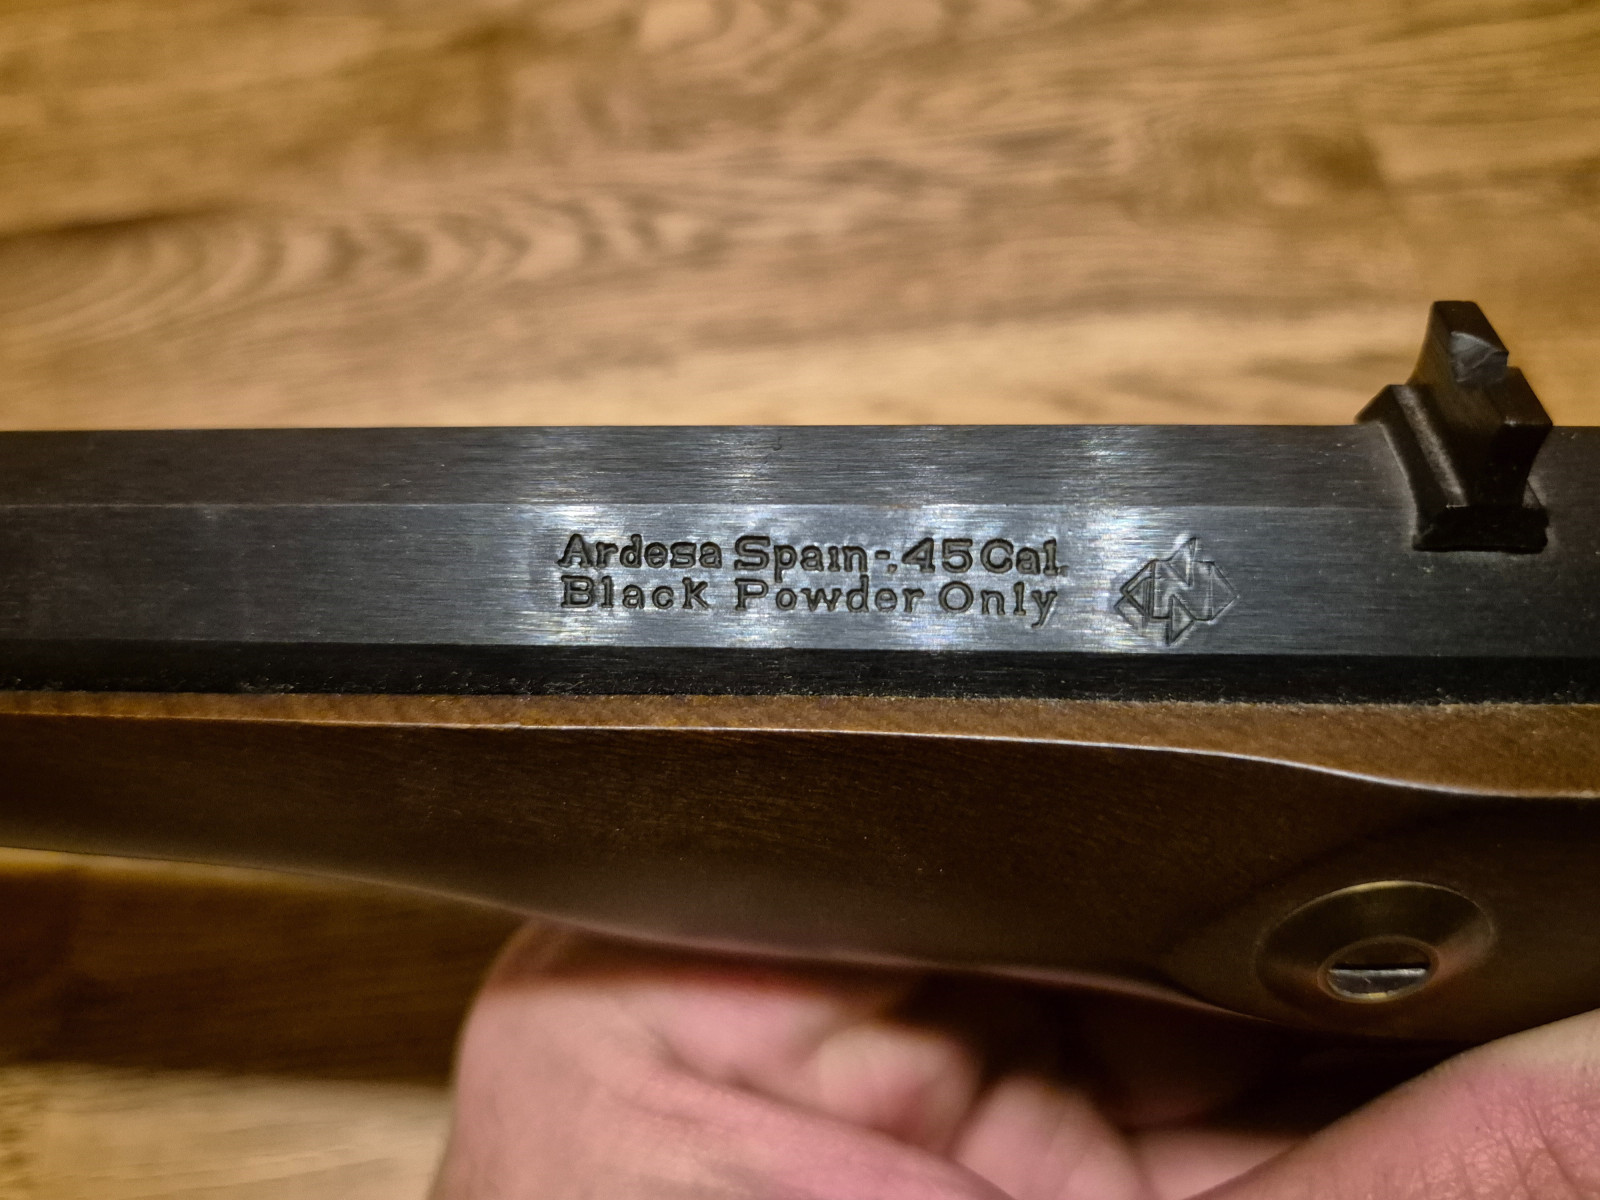 Ardesa Spain-.45 Cal.
Black Powder Only